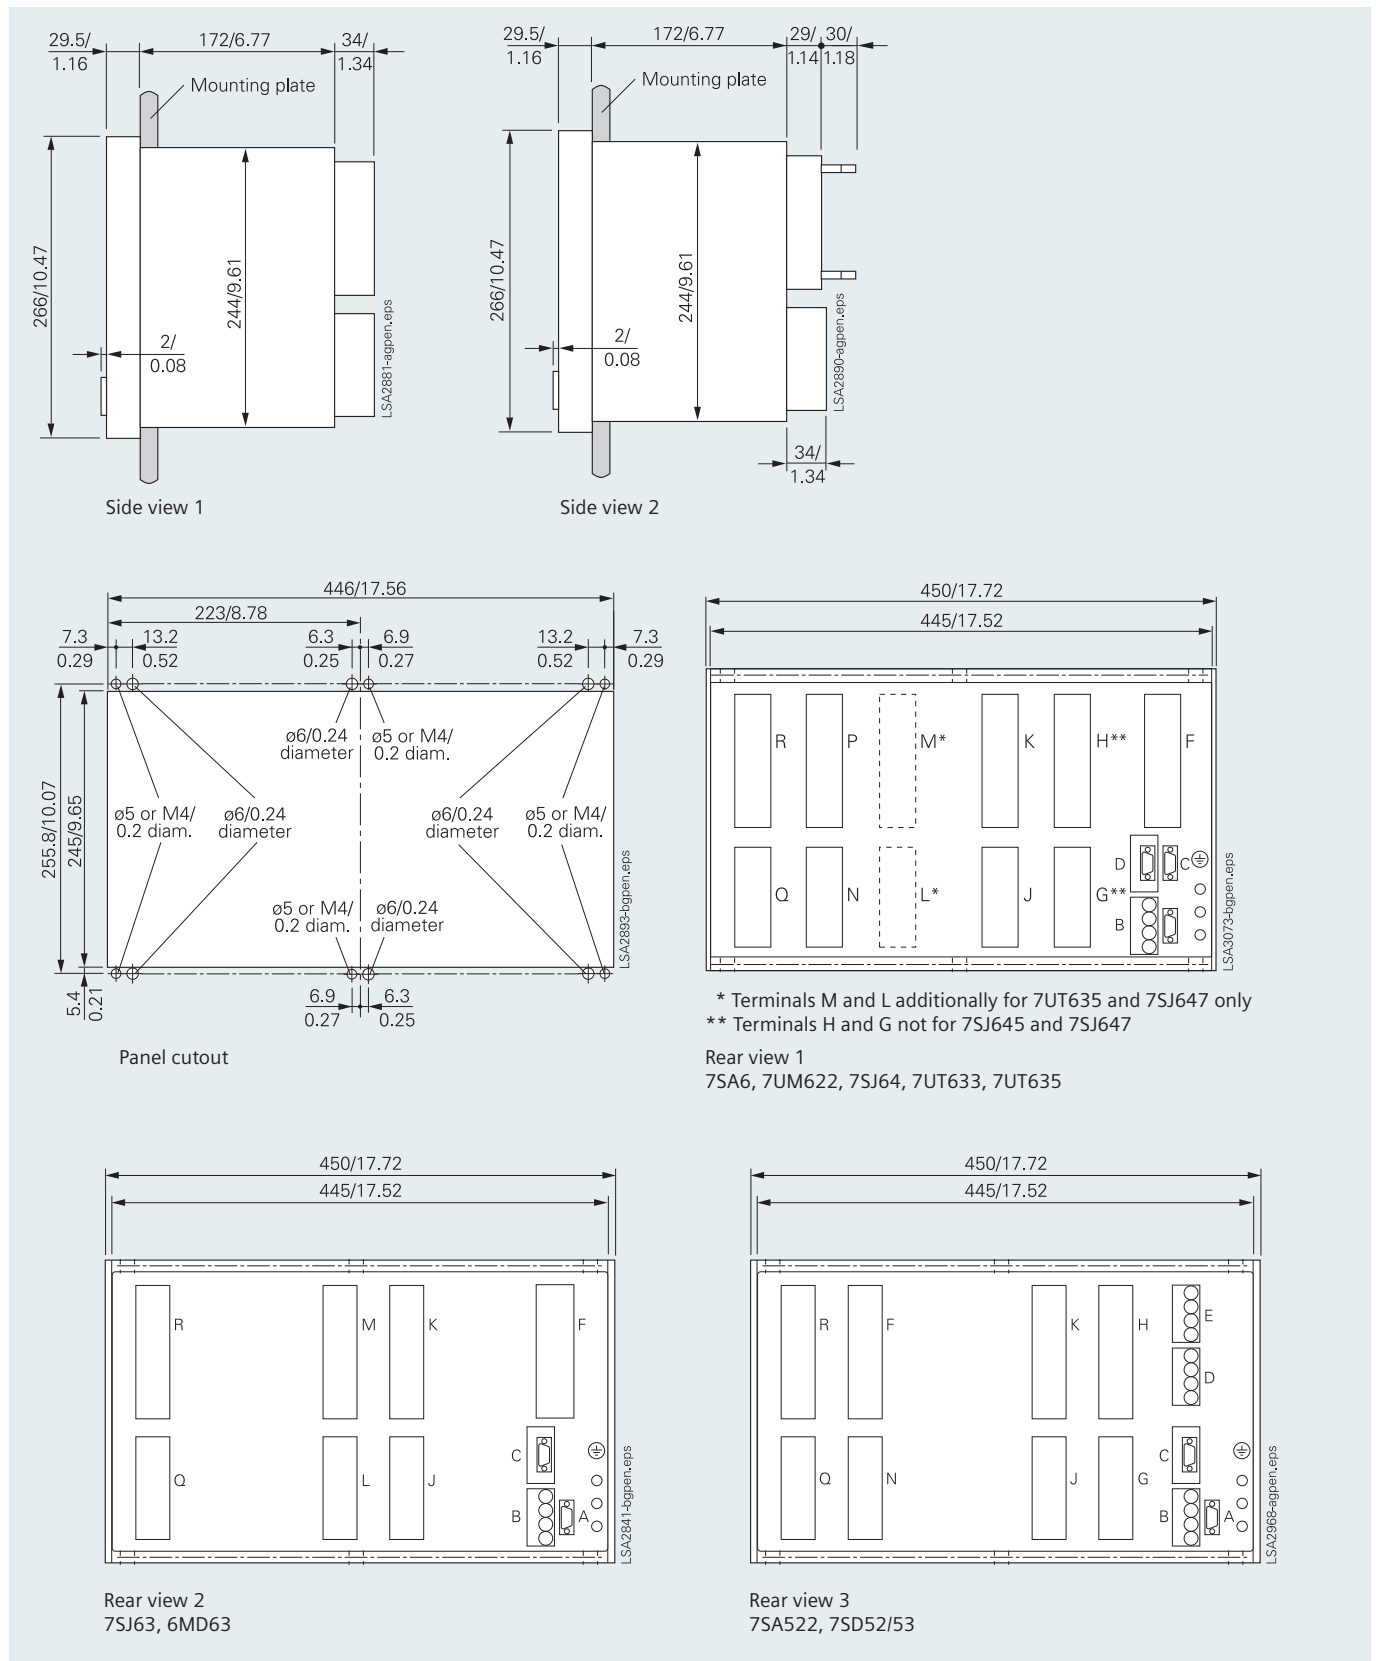 29.5/
1.16
172/6.77
34/
1.34
Mounting plate
266/10.47
244/9.61
2/
0.08
LSA2881-agpen.eps
Side view 1
29.5/
1.16
172/6.77
29/
1.14
30/
1.18
Mounting plate
266/10.47
244/9.61
2/
0.08
LSA2890-agpen.eps
34/
1.34
Side view 2
446/17.56
223/8.78
7.3
0.29
13.2
0.52
6.3
0.25
6.9
0.27
13.2
0.52
7.3
0.29
255.8/10.07
245/9.65
ø6/0.24
diameter
ø5 or M4/
0.2 diam.
ø5 or M4/
0.2 diam.
ø6/0.24
diameter
ø6/0.24
diameter
ø5 or M4/
0.2 diam.
ø5 or M4/
0.2 diam.
ø6/0.24
diameter
5.4
0.21
6.9
0.27
6.3
0.25
LSA2893-bgpen.eps
Panel cutout
450/17.72
445/17.52
R
P
M*
K
H**
F
D
C
Q
N
L*
J
G**
B
LSA3073-bgpen.eps
* Terminals M and L additionally for 7UT635 and 7SJ647 only
** Terminals H and G not for 7SJ645 and 7SJ647
Rear view 1
7SA6, 7UM622, 7SJ64, 7UT633, 7UT635
450/17.72
445/17.52
R
M
K
F
C
Q
L
J
B
A
LSA2841-bgpen.eps
Rear view 2
7SJ63, 6MD63
450/17.72
445/17.52
R
F
K
H
E
D
C
Q
N
J
G
B
A
LSA2968-agpen.eps
Rear view 3
7SA522, 7SD52/53